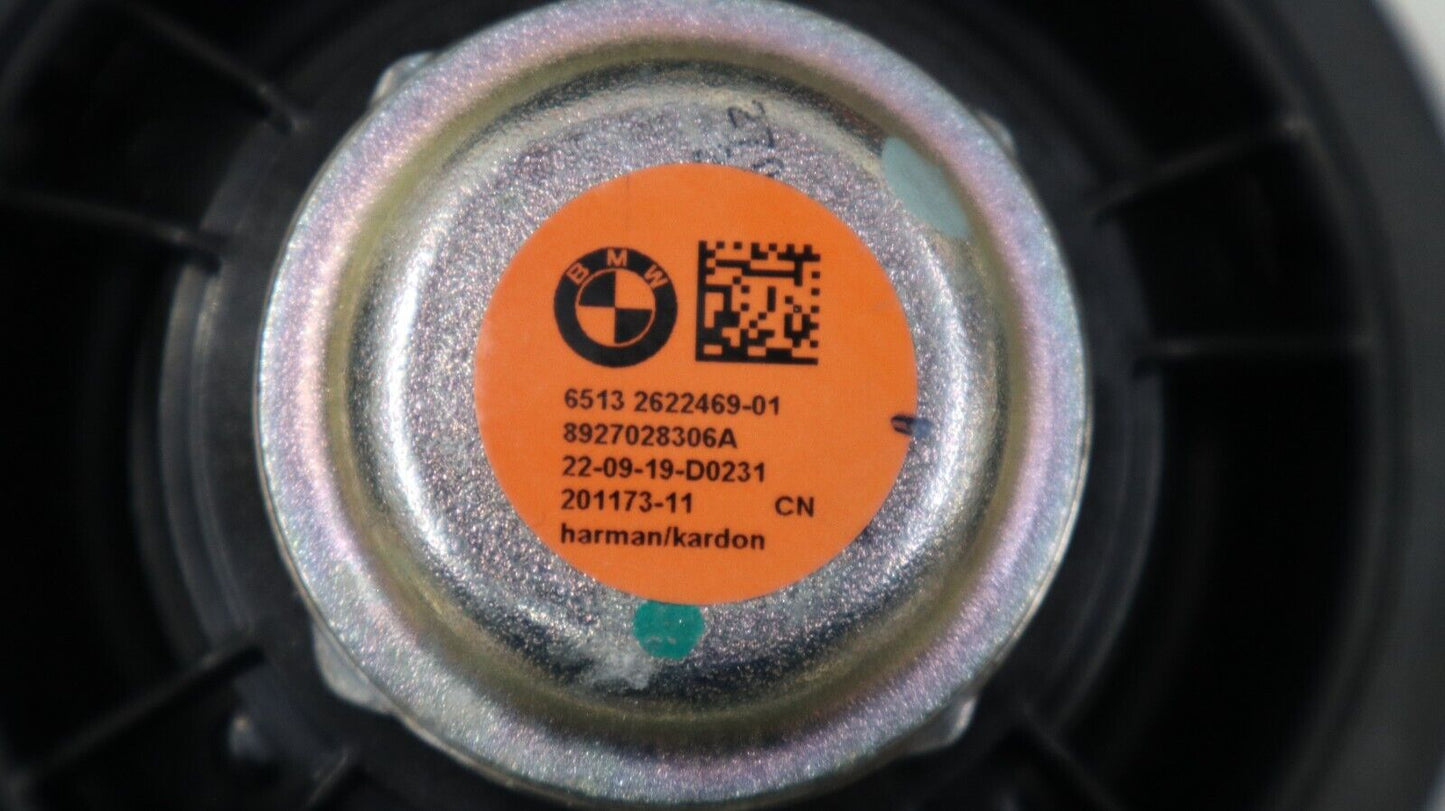 BMW
6513 2622469-01
8927028306A
22-09-19-D0231
201173-11 CN
harman/kardon